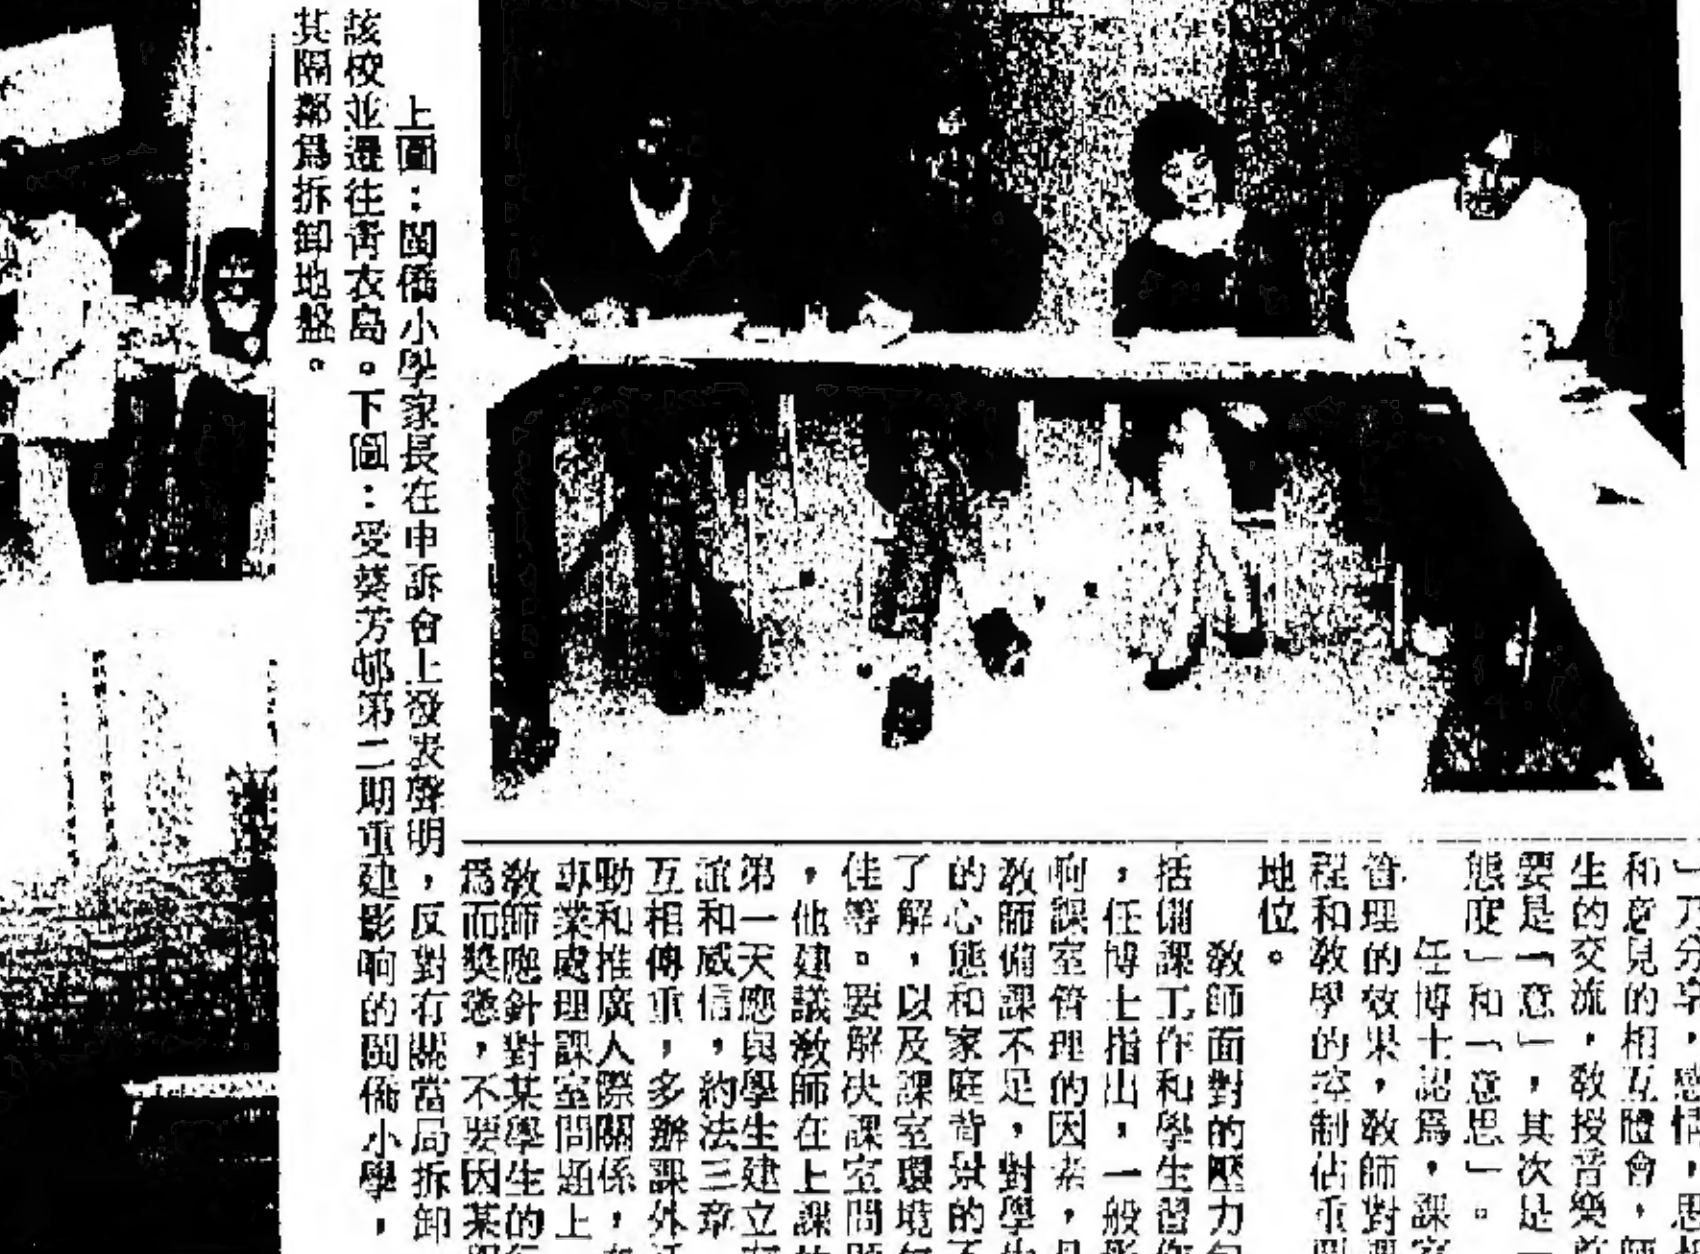 上圖：閩僑小學家長在申訴會上發表聲明，反對有關當局拆卸
該校並遷往青衣島。下圖：受葵芳邨第二期重建影响的閩僑小學，
其隔鄰爲拆卸地盤。
」乃分享，感情，思
和意見的相互體會，師
生的交流，敎授音樂首
要是「意」，其次是「
態度」和「意思」。
任博士認爲，課室
管理的效果，敎師對課
程和敎學的控制佔重要
地位。
敎師面對的壓力包
括備課工作和學生習作
，任博士指出，一般影
响課室管理的因素，是
敎師備課不足，對學生
的心態和家庭背景的不
了解，以及課室環境欠
佳等。要解决課室問題
，他建議敎師在上課的
第一天應與學生建立友
誼和威信，約法三章，
互相傳重，多辦課外活
動和推廣人際關係，在
專業處理課室問題上，
敎師應針對某學生的行
爲而獎懲，不要因某